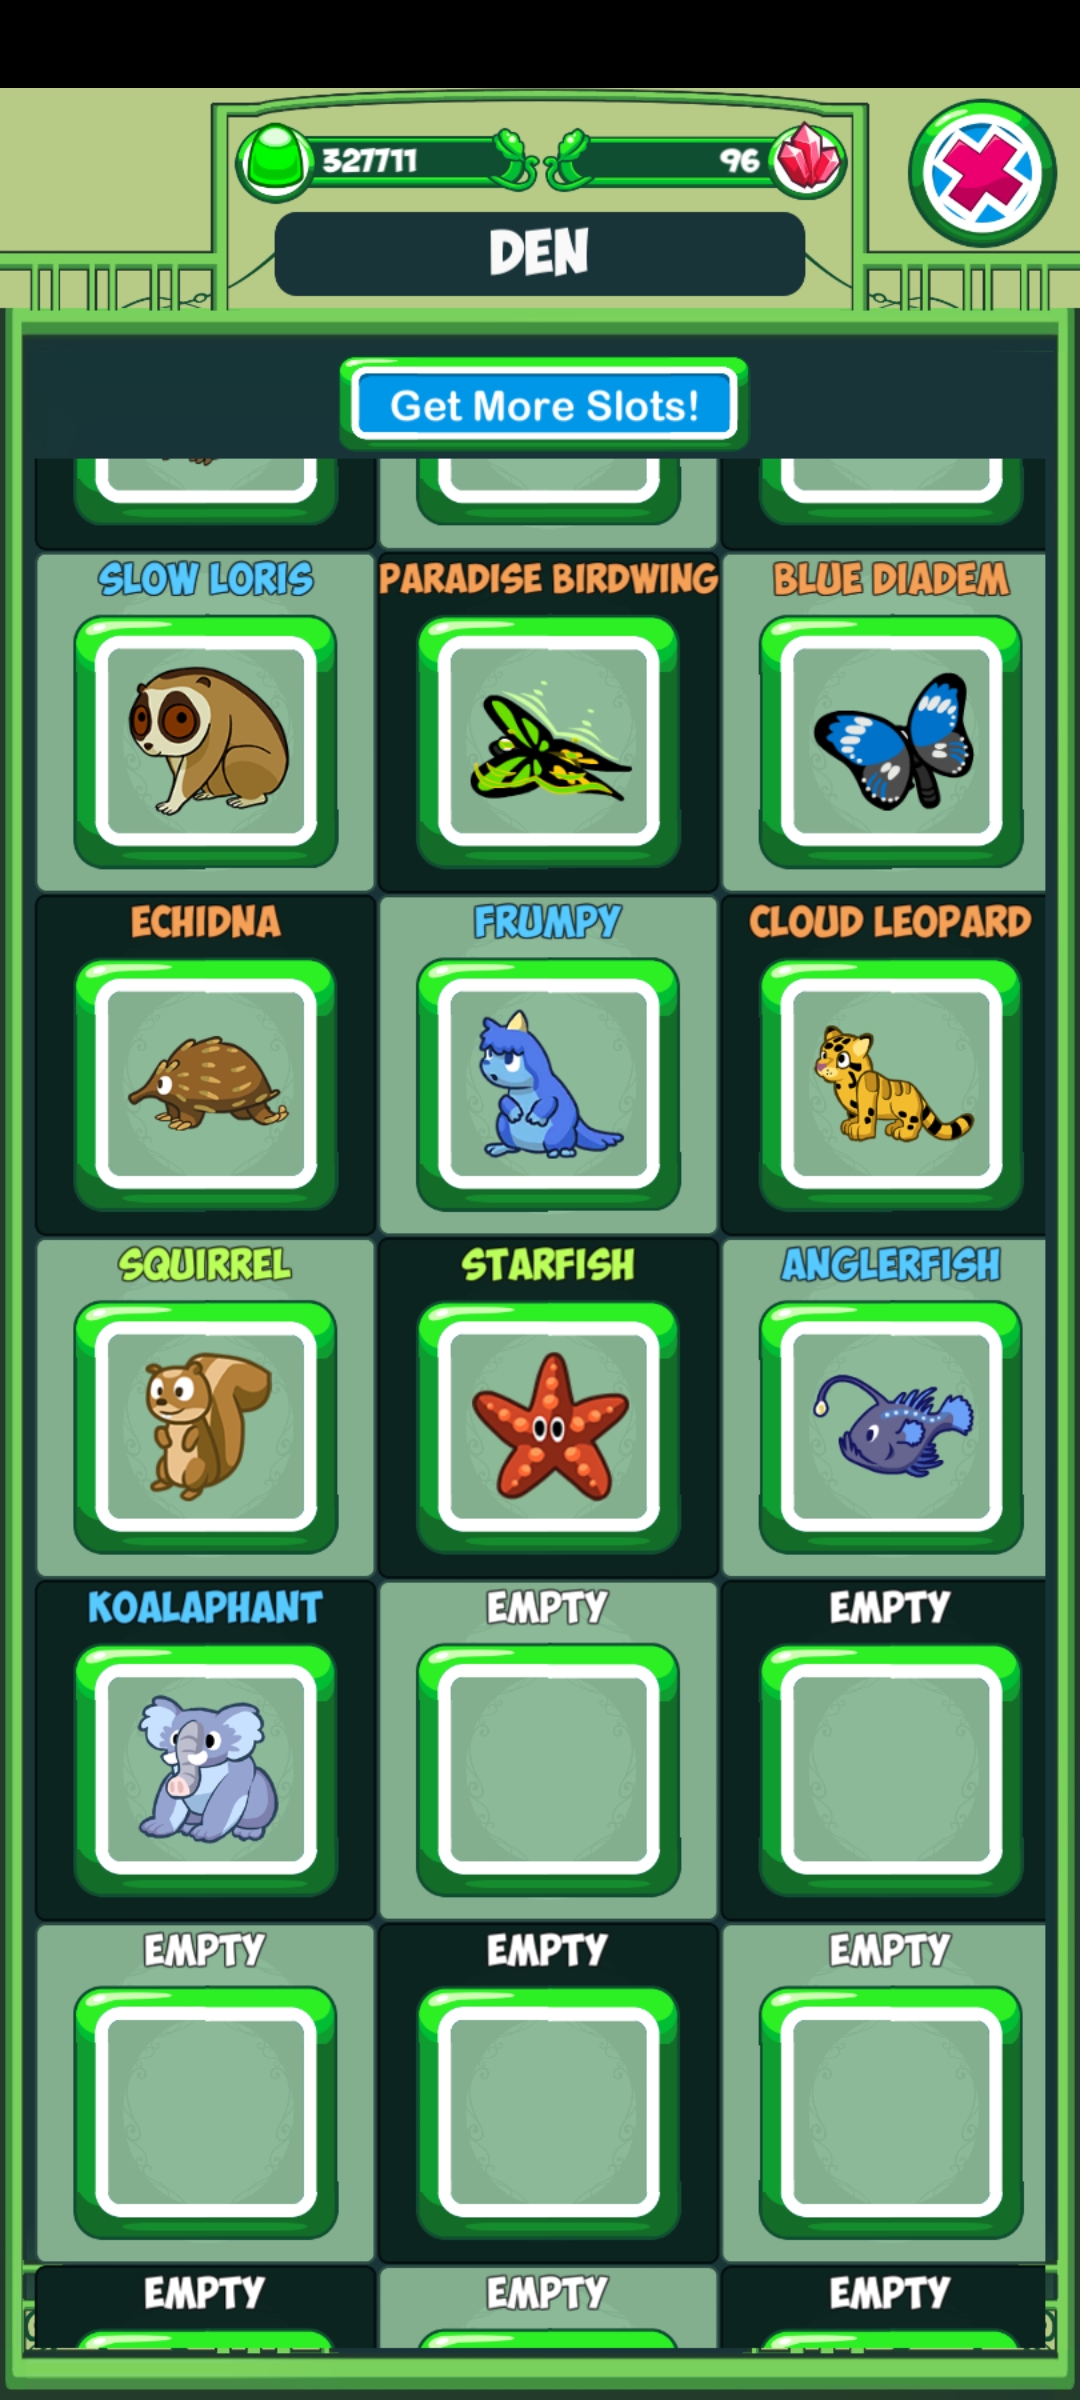 327711
96
DEN
Get More Slots!
SLOW LORIS
PARADISE BIRDWING
BLUE DIADEM
ECHIDNA
FRUMPY
CLOUD LEOPARD
SQUIRREL
STARFISH
ANGLERFISH
KOALAPHANT
EMPTY
EMPTY
EMPTY
EMPTY
EMPTY
EMPTY
EMPTY
EMPTY